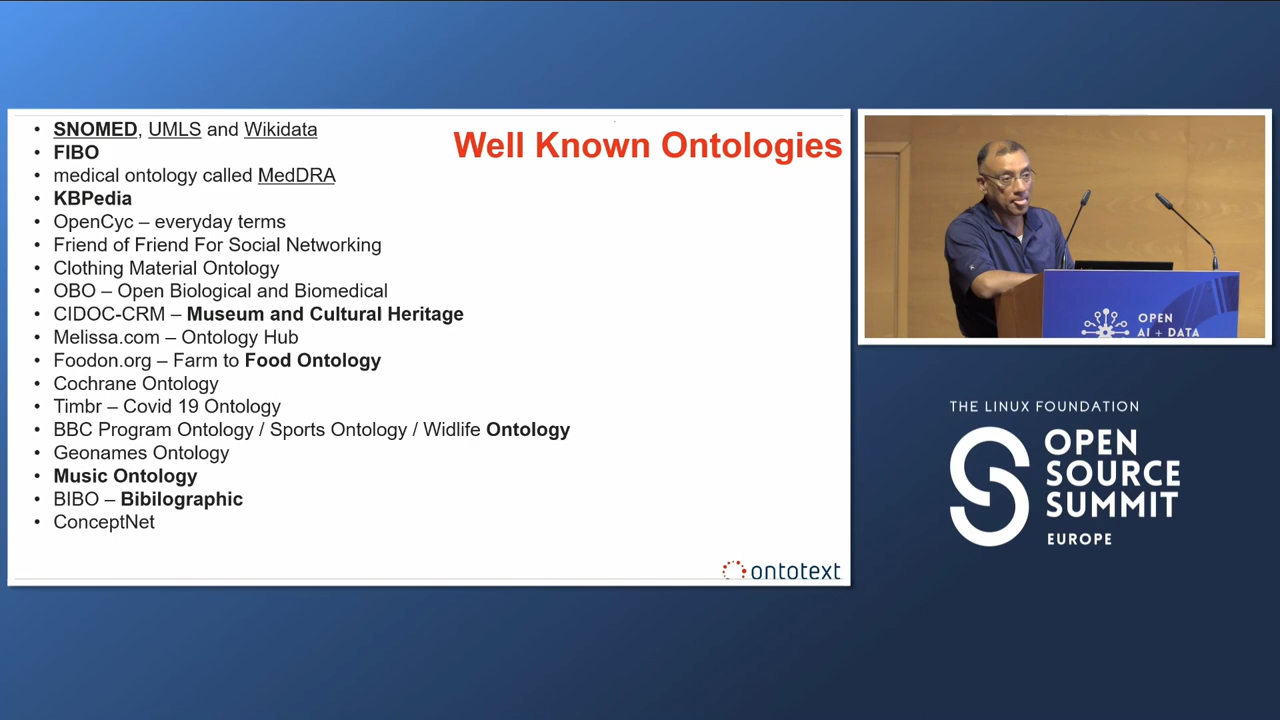 Well Known Ontologies
• SNOMED, UMLS and Wikidata
• FIBO
• medical ontology called MedDRA
• KBPedia
• OpenCyc – everyday terms
• Friend of Friend For Social Networking
• Clothing Material Ontology
• OBO – Open Biological and Biomedical
• CIDOC-CRM – Museum and Cultural Heritage
• Melissa.com – Ontology Hub
• Foodon.org – Farm to Food Ontology
• Cochrane Ontology
• Timbr – Covid 19 Ontology
• BBC Program Ontology / Sports Ontology / Widlife Ontology
• Geonames Ontology
• Music Ontology
• BIBO – Bibilographic
• ConceptNet
ontotext
OPEN
AI + DATA
THE LINUX FOUNDATION
OPEN
SOURCE
SUMMIT
EUROPE